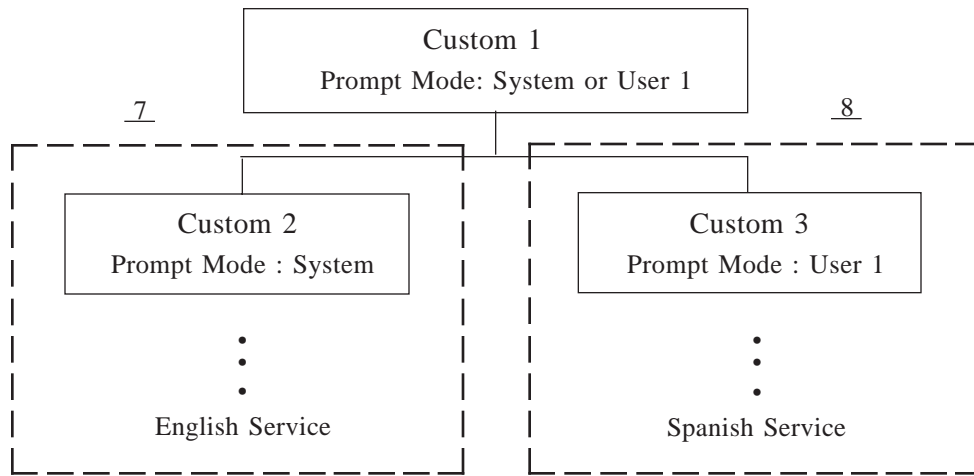 Custom 1
Prompt Mode: System or User 1
7
8
Custom 2
Prompt Mode : System
Custom 3
Prompt Mode : User 1
English Service
Spanish Service